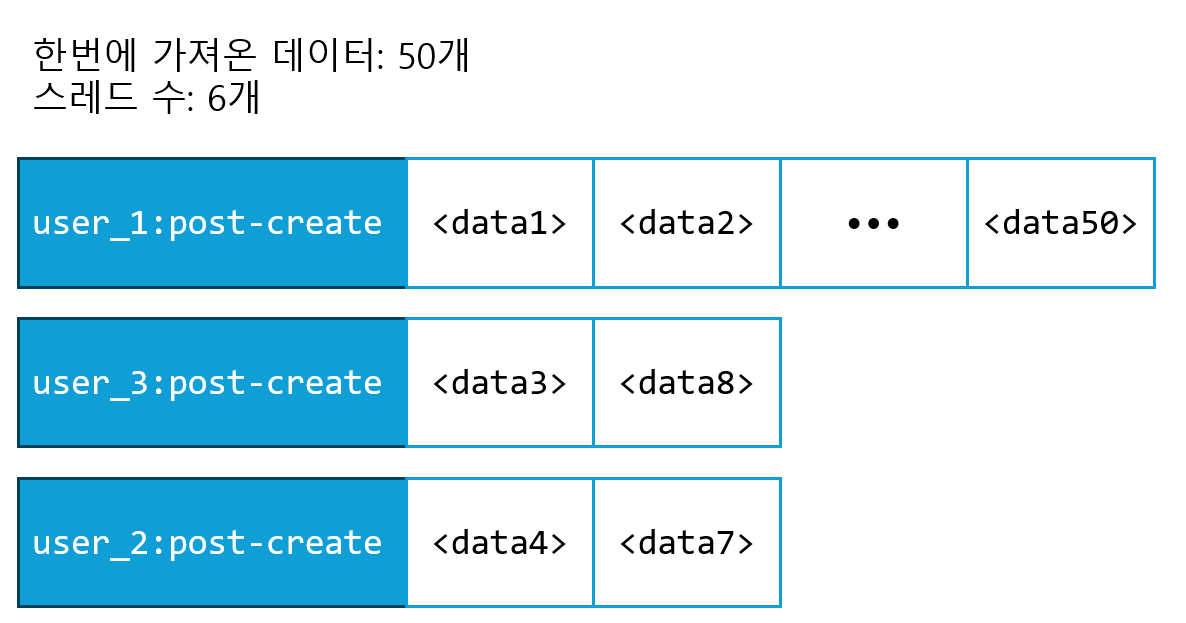 한번에 가져온 데이터: 50개
스레드 수: 6개
user_1:post-create <data1> <data2> ••• <data50>
user_3:post-create <data3> <data8>
user_2:post-create <data4> <data7>